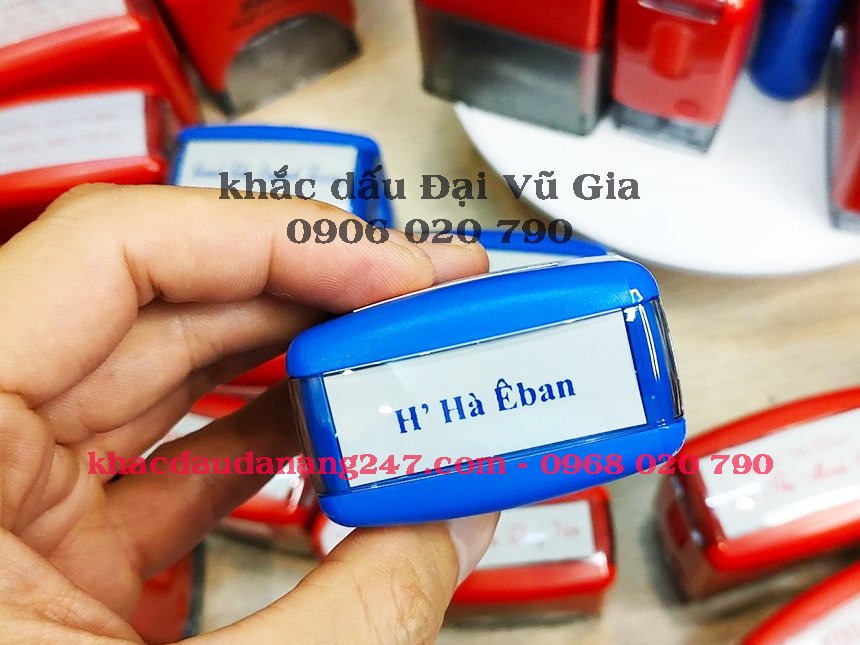 khắc dấu Đại Vũ Gia
0906 020 790
H’ Hà Êban
khacdaudanang247.com - 0968 020 790